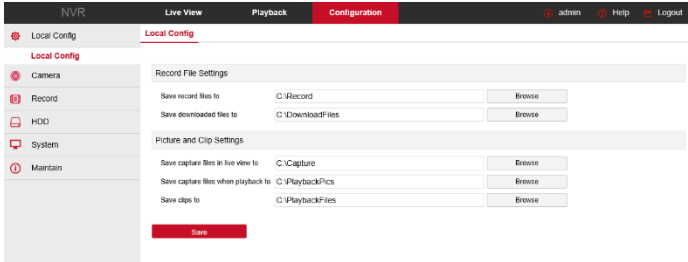 NVR Live View Playback Configuration admin Help Logout
Local Config
Local Config
Local Config
Camera
Record
HDD
System
Maintain
Record File Settings
Save record files to C:\Record Browse
Save downloaded files to C:\DownloadFiles Browse
Picture and Clip Settings
Save capture files in live view to C:\Capture Browse
Save capture files when playback to C:\PlaybackPics Browse
Save clips to C:\PlaybackFiles Browse
Save